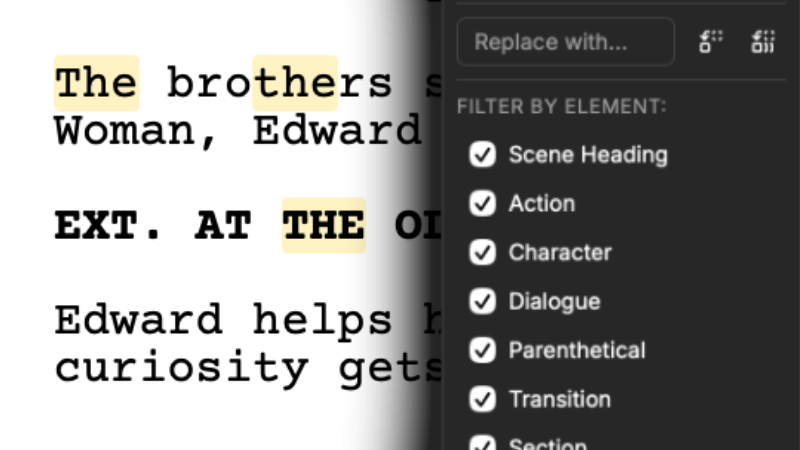 The brothers
Woman, Edward
EXT. AT THE
Edward helps
curiosity gets
Replace with...
FILTER BY ELEMENT:
Scene Heading
Action
Character
Dialogue
Parenthetical
Transition
Section